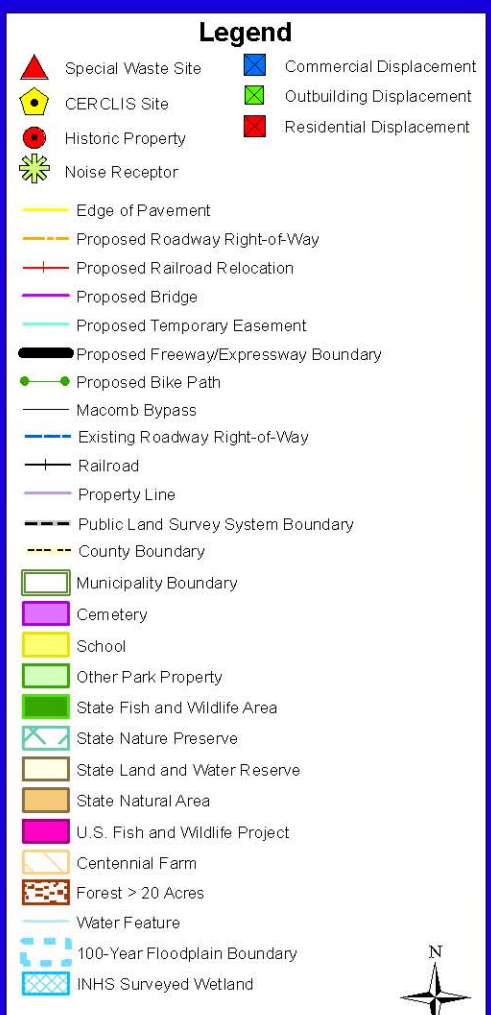 Legend
Special Waste Site
CERCLIS Site
Historic Property
Noise Receptor
Commercial Displacement
Outbuilding Displacement
Residential Displacement
Edge of Pavement
Proposed Roadway Right-of-Way
Proposed Railroad Relocation
Proposed Bridge
Proposed Temporary Easement
Proposed Freeway/Expressway Boundary
Proposed Bike Path
Macomb Bypass
Existing Roadway Right-of-Way
Railroad
Property Line
Public Land Survey System Boundary
County Boundary
Municipality Boundary
Cemetery
School
Other Park Property
State Fish and Wildlife Area
State Nature Preserve
State Land and Water Reserve
State Natural Area
U.S. Fish and Wildlife Project
Centennial Farm
Forest > 20 Acres
Water Feature
100-Year Floodplain Boundary
INHS Surveyed Wetland
N